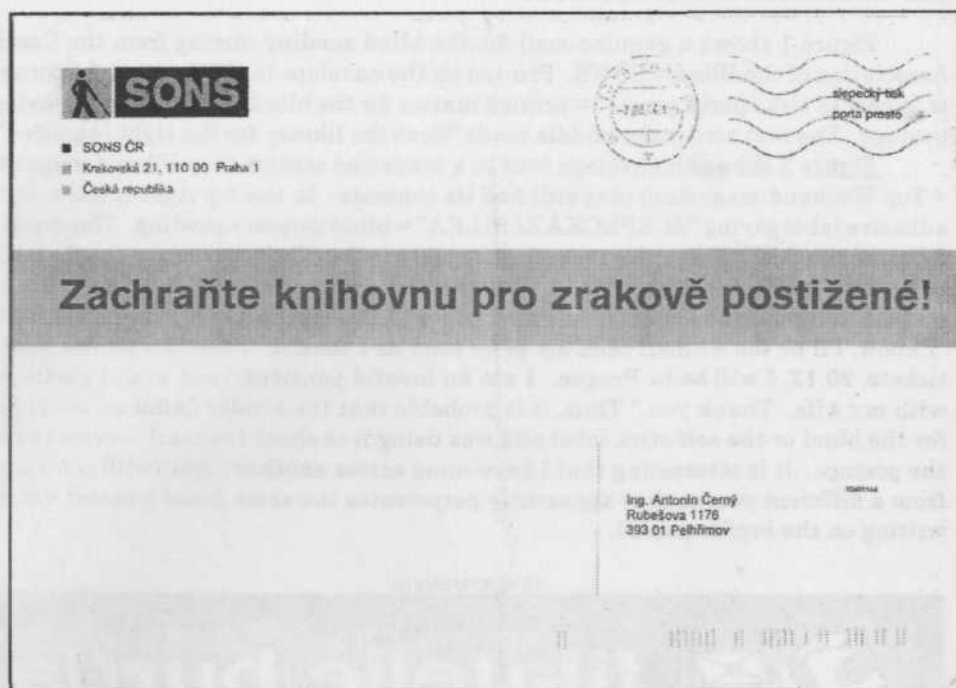 SONS
SONS ČR
Krakovská 21, 110 00 Praha 1
Česká republika
slepecký tisk
porta prosto
Zachraňte knihovnu pro zrakově postižené!
Ing. Antonín Černý
Rubešova 1176
393 01 Pelhřimov